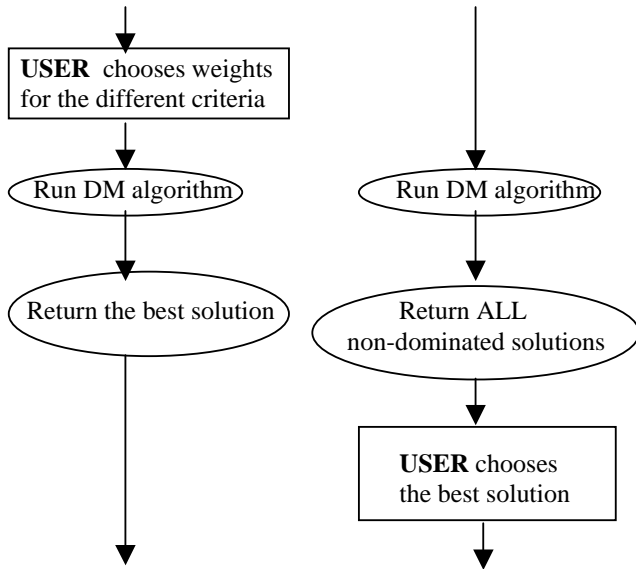 USER chooses weights
for the different criteria
Run DM algorithm
Return the best solution
Run DM algorithm
Return ALL
non-dominated solutions
USER chooses
the best solution